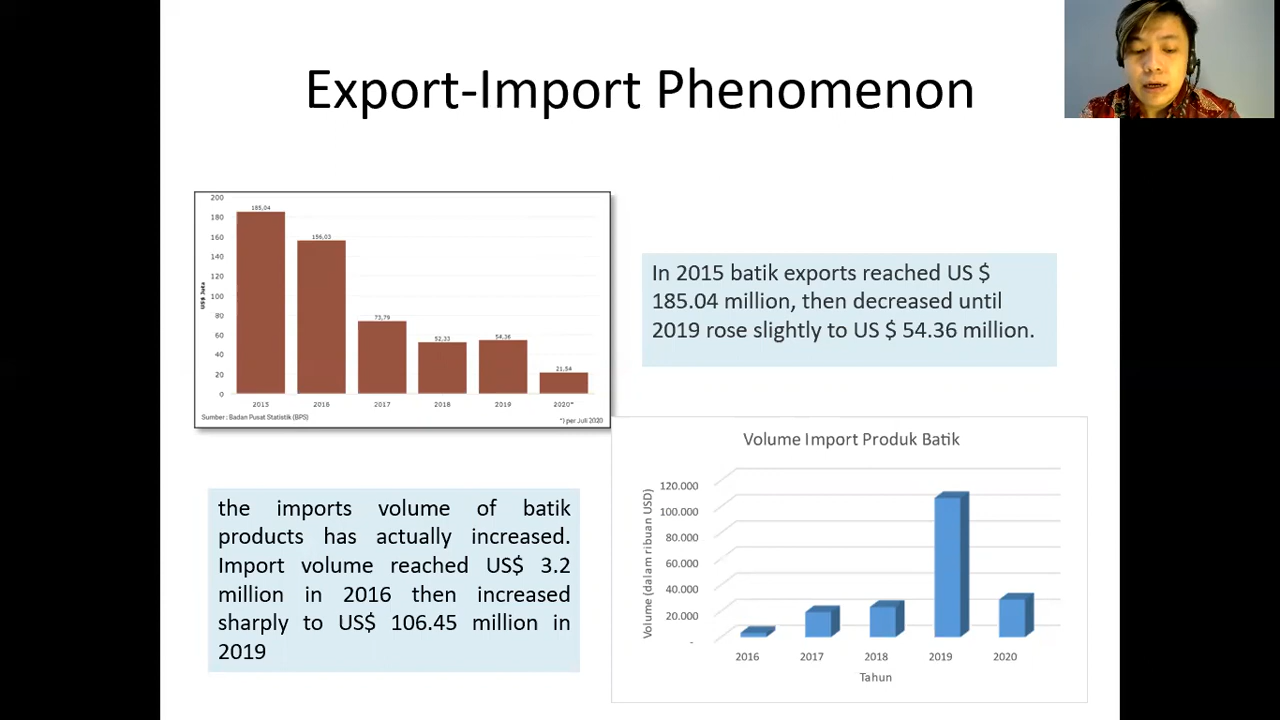 Export-Import Phenomenon
200
180
160
140
120
100
80
60
40
20
0
US$ Juta
185,04
156,03
73,79
52,33
54,36
21,54
2015 2016 2017 2018 2019 2020*
Sumber : Badan Pusat Statistik (BPS)
*) per Juli 2020
In 2015 batik exports reached US $
185.04 million, then decreased until
2019 rose slightly to US $ 54.36 million.
the imports volume of batik
products has actually increased.
Import volume reached US$ 3.2
million in 2016 then increased
sharply to US$ 106.45 million in
2019
Volume Import Produk Batik
Volume (dalam ribuan USD)
120.000
100.000
80.000
60.000
40.000
20.000
-
2016 2017 2018 2019 2020
Tahun